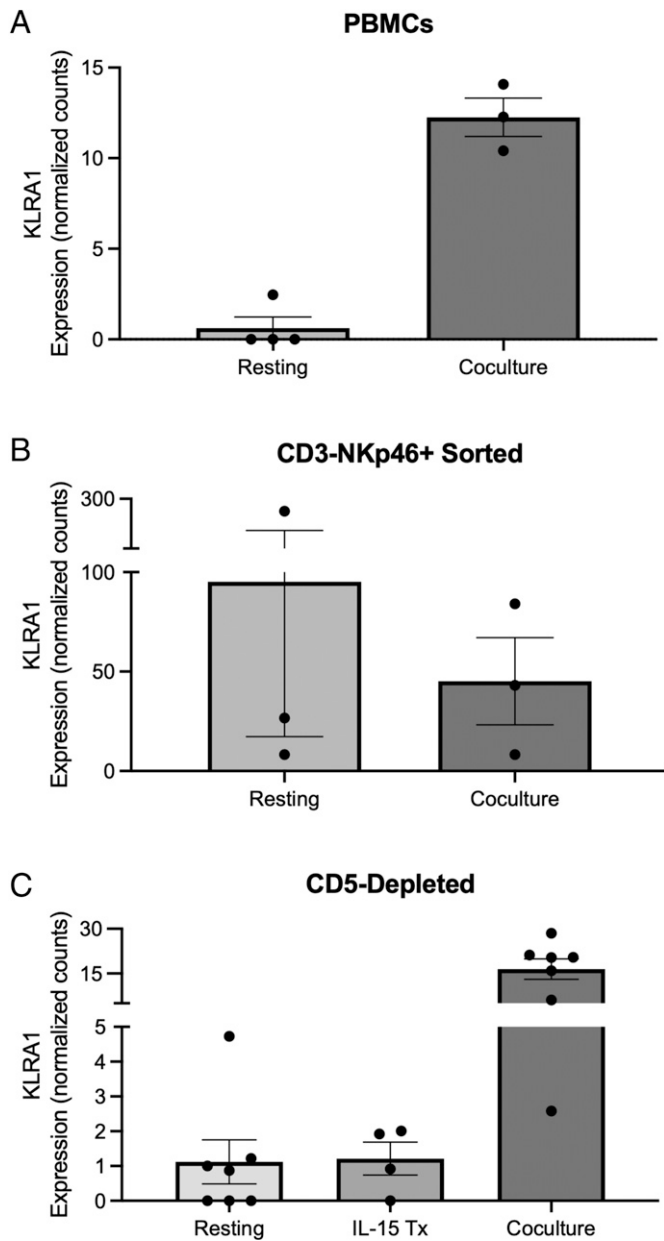 A
PBMCs
KLRA1
Expression (normalized counts)
15
10
5
0
Resting
Coculture
B
CD3-NKp46+ Sorted
KLRA1
Expression (normalized counts)
300
100
50
0
Resting
Coculture
C
CD5-Depleted
KLRA1
Expression (normalized counts)
30
15
5
4
3
2
1
0
Resting
IL-15 Tx
Coculture